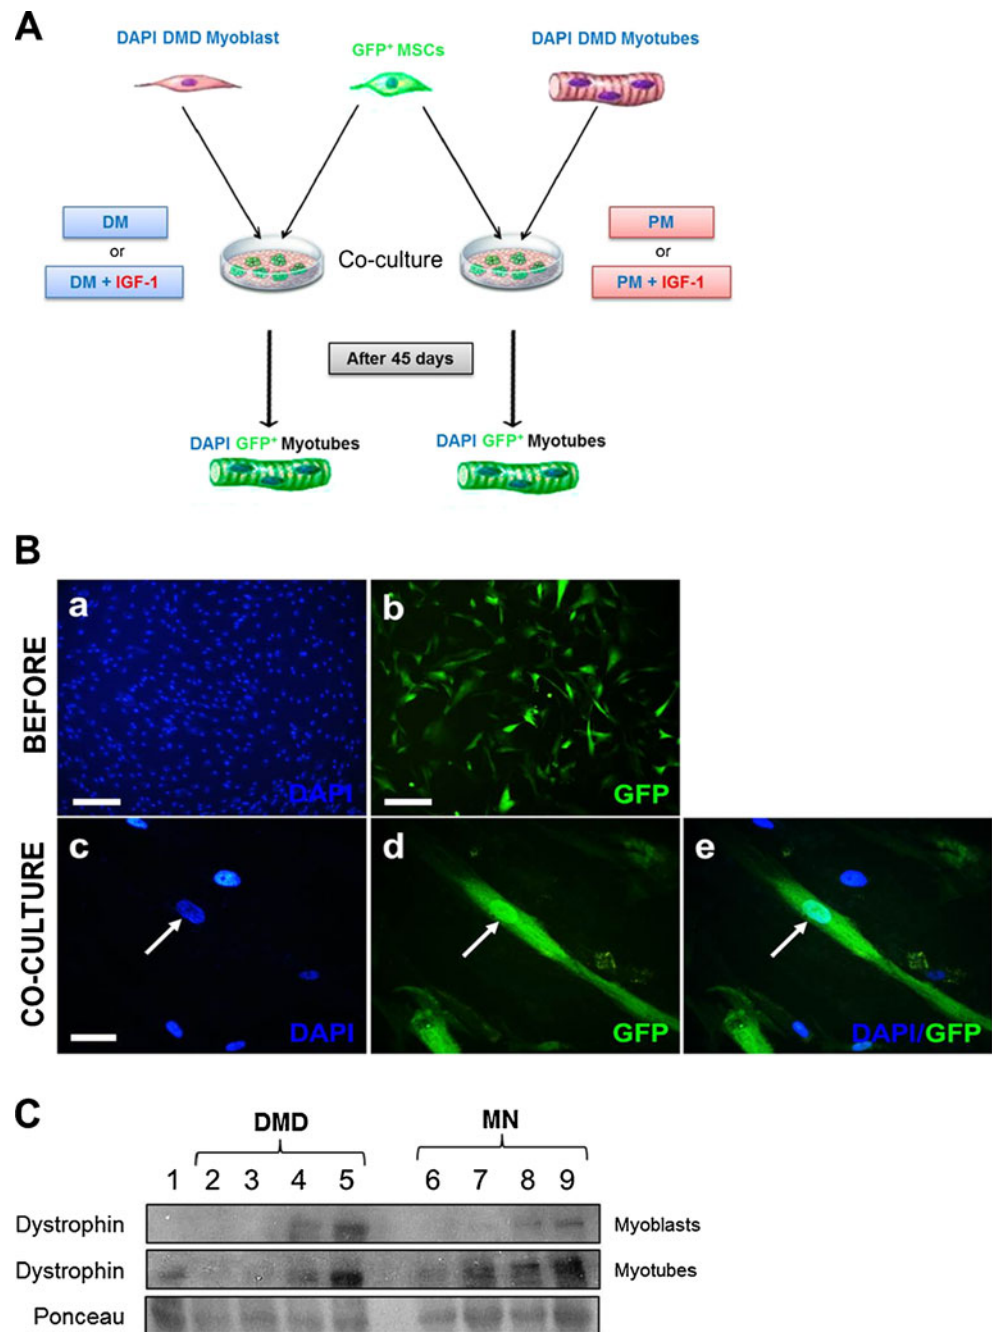 A
DAPI DMD Myoblast
GFP⁺ MSCs
DAPI DMD Myotubes
DM
or
DM + IGF-1
Co-culture
PM
or
PM + IGF-1
After 45 days
DAPI GFP⁺ Myotubes
DAPI GFP⁺ Myotubes
B
BEFORE
a
DAPI
b
GFP
CO-CULTURE
c
DAPI
d
GFP
e
DAPI/GFP
C
DMD
MN
1 2 3 4 5 6 7 8 9
Dystrophin Myoblasts
Dystrophin Myotubes
Ponceau